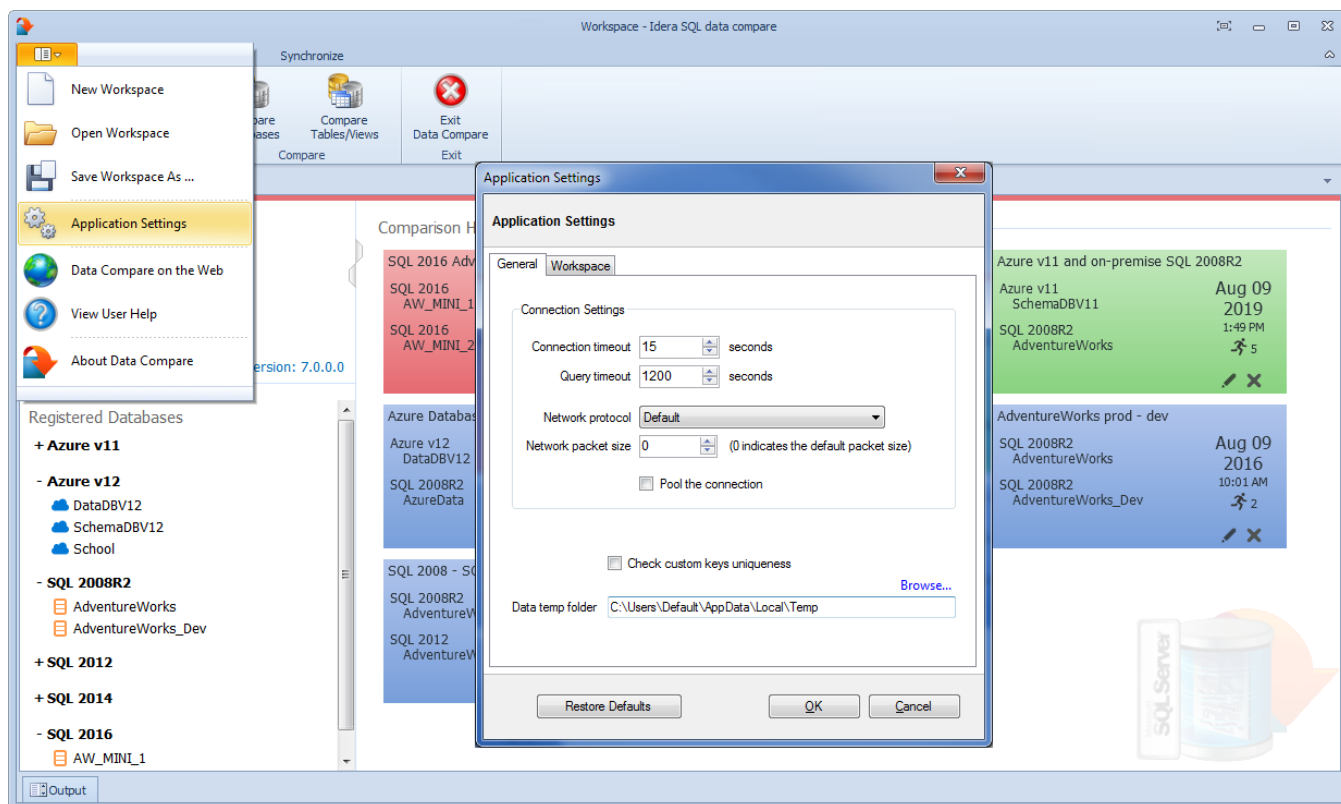 Workspace - Idera SQL data compare
Synchronize
New Workspace
Open Workspace
Save Workspace As ...
Application Settings
Data Compare on the Web
View User Help
About Data Compare
Compare
Tables/Views
Compare
Exit
Data Compare
Exit
ersion: 7.0.0.0
Registered Databases
+ Azure v11
- Azure v12
DataDBV12
SchemaDBV12
School
- SQL 2008R2
AdventureWorks
AdventureWorks_Dev
+ SQL 2012
+ SQL 2014
- SQL 2016
AW_MINI_1
Output
Comparison H
SQL 2016 Adv
SQL 2016
AW_MINI_1
SQL 2016
AW_MINI_2
Azure Databas
Azure v12
DataDBV12
SQL 2008R2
AzureData
SQL 2008 - SQ
SQL 2008R2
AdventureW
SQL 2012
AdventureW
Application Settings
Application Settings
General
Workspace
Connection Settings
Connection timeout 15 seconds
Query timeout 1200 seconds
Network protocol Default
Network packet size 0 (0 indicates the default packet size)
Pool the connection
Check custom keys uniqueness
Browse...
Data temp folder C:\Users\Default\AppData\Local\Temp
Restore Defaults
OK
Cancel
Azure v11 and on-premise SQL 2008R2
Azure v11
SchemaDBV11
SQL 2008R2
AdventureWorks
Aug 09
2019
1:49 PM
5
AdventureWorks prod - dev
SQL 2008R2
AdventureWorks
SQL 2008R2
AdventureWorks_Dev
Aug 09
2016
10:01 AM
2
SQL Server